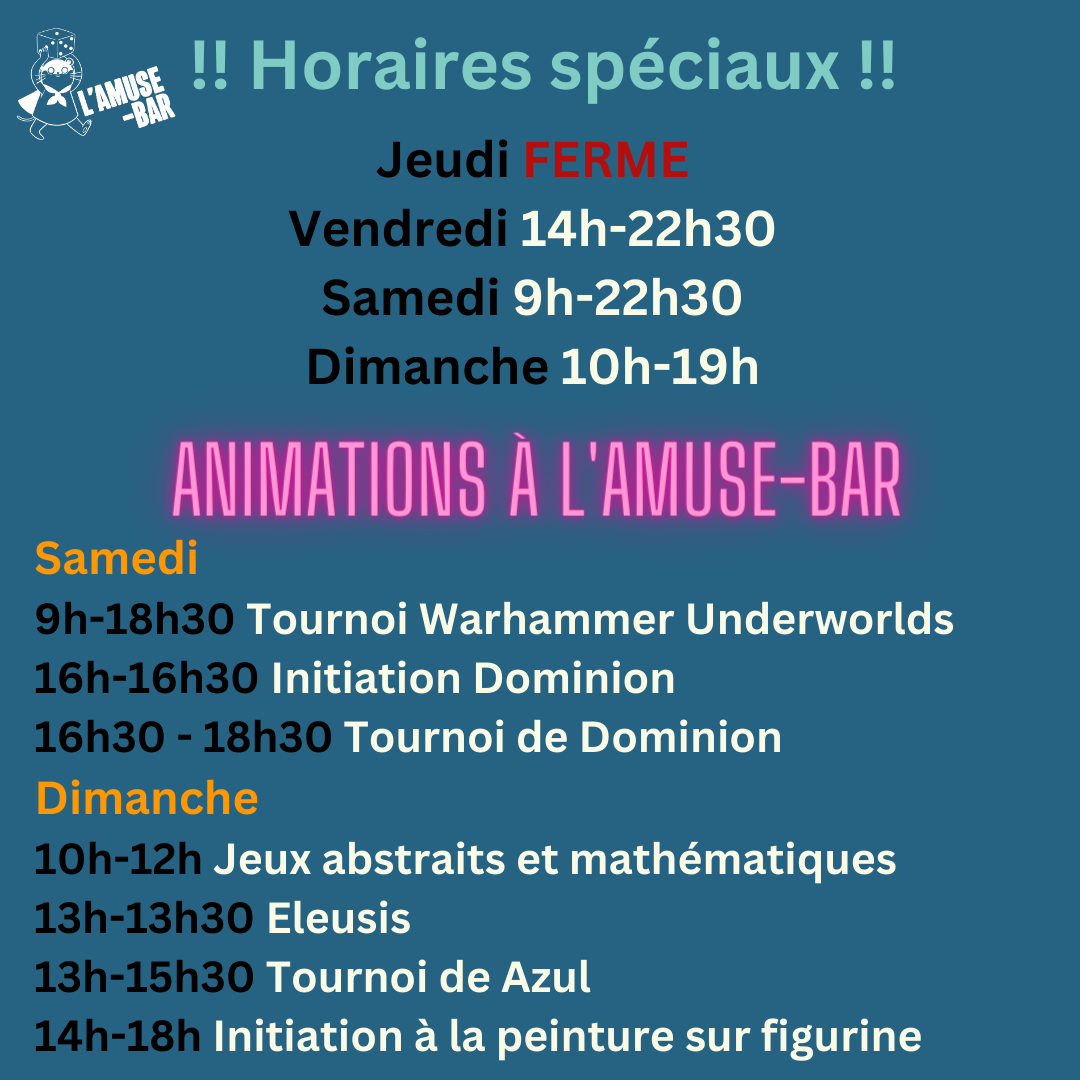 L'AMUSE
-BAR
!! Horaires spéciaux !!
Jeudi FERME
Vendredi 14h-22h30
Samedi 9h-22h30
Dimanche 10h-19h
ANIMATIONS À L'AMUSE-BAR
Samedi
9h-18h30 Tournoi Warhammer Underworlds
16h-16h30 Initiation Dominion
16h30 - 18h30 Tournoi de Dominion
Dimanche
10h-12h Jeux abstraits et mathématiques
13h-13h30 Eleusis
13h-15h30 Tournoi de Azul
14h-18h Initiation à la peinture sur figurine